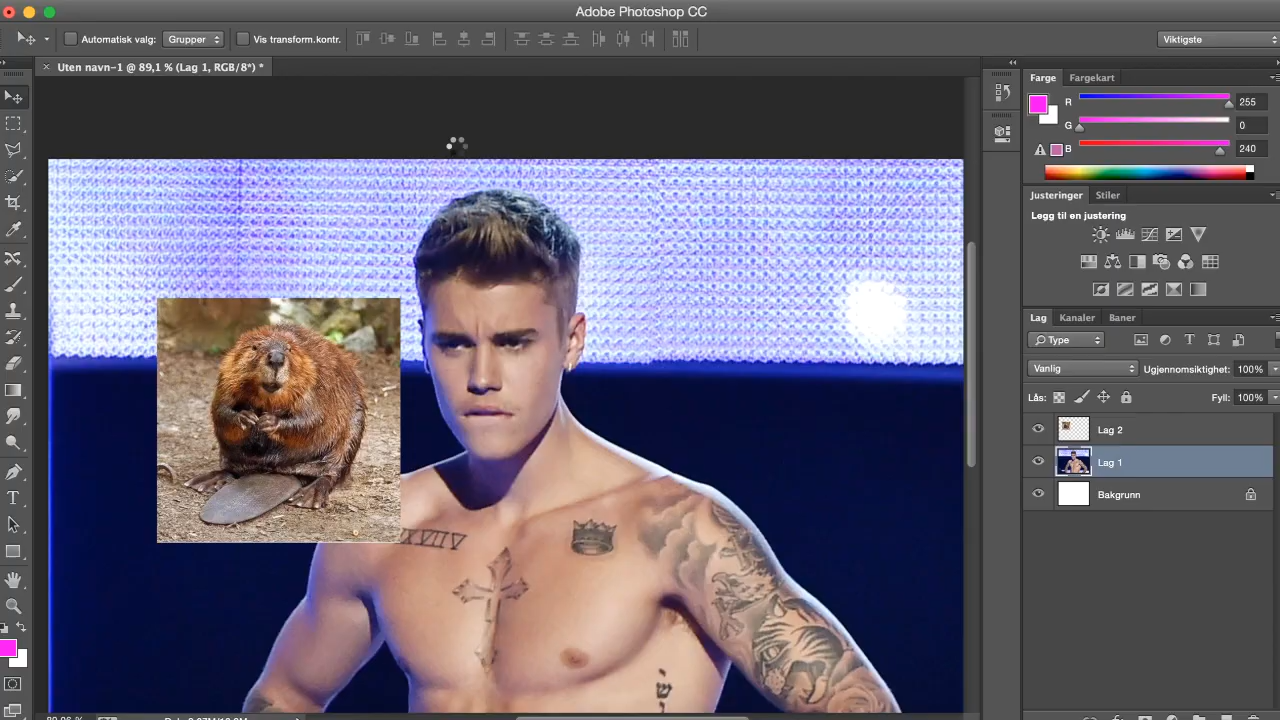 Adobe Photoshop CC
Automatisk valg: Grupper Vis transform.kontr. Viktigste
Uten navn-1 @ 89,1 % (Lag 1, RGB/8*) *
Farge Fargekart
R 255
G 0
B 240
Justeringer Stiler
Legg til en justering
Lag Kanaler Baner
Type
Vanlig Ugjennomsiktighet: 100%
Lås: Fyll: 100%
Lag 2
Lag 1
Bakgrunn
XXVIV